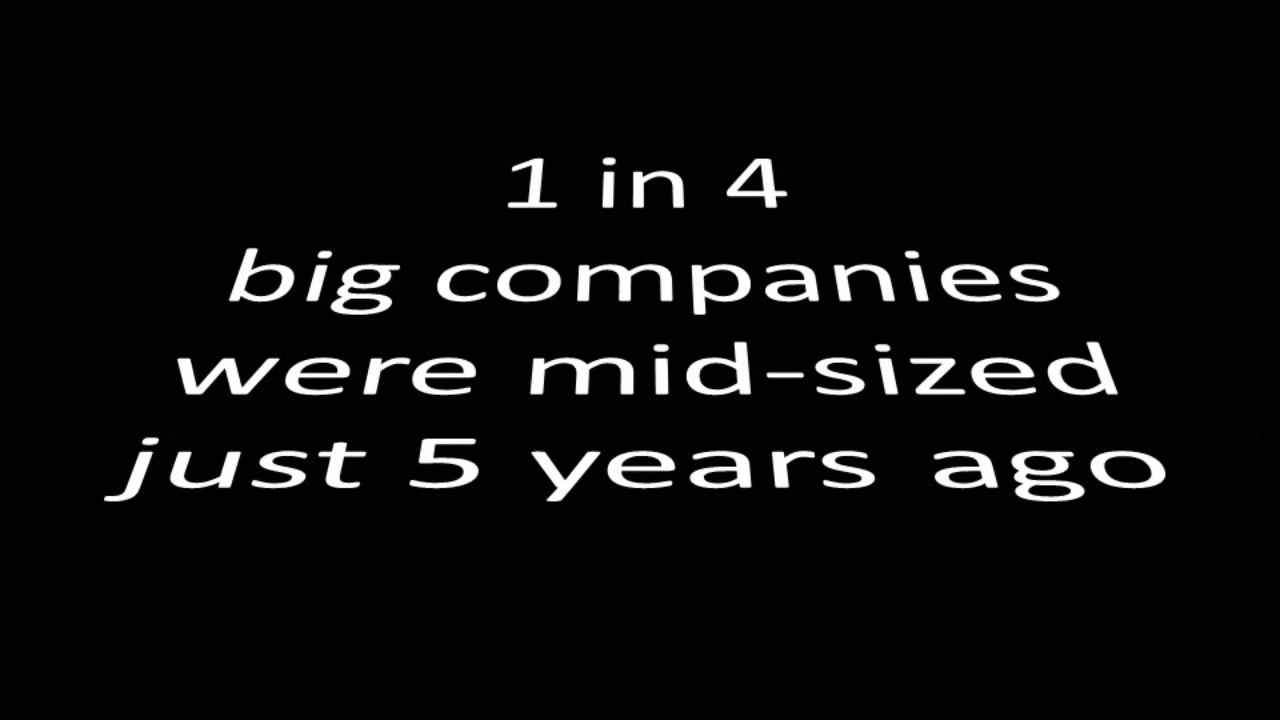 1 in 4
big companies
were mid-sized
just 5 years ago